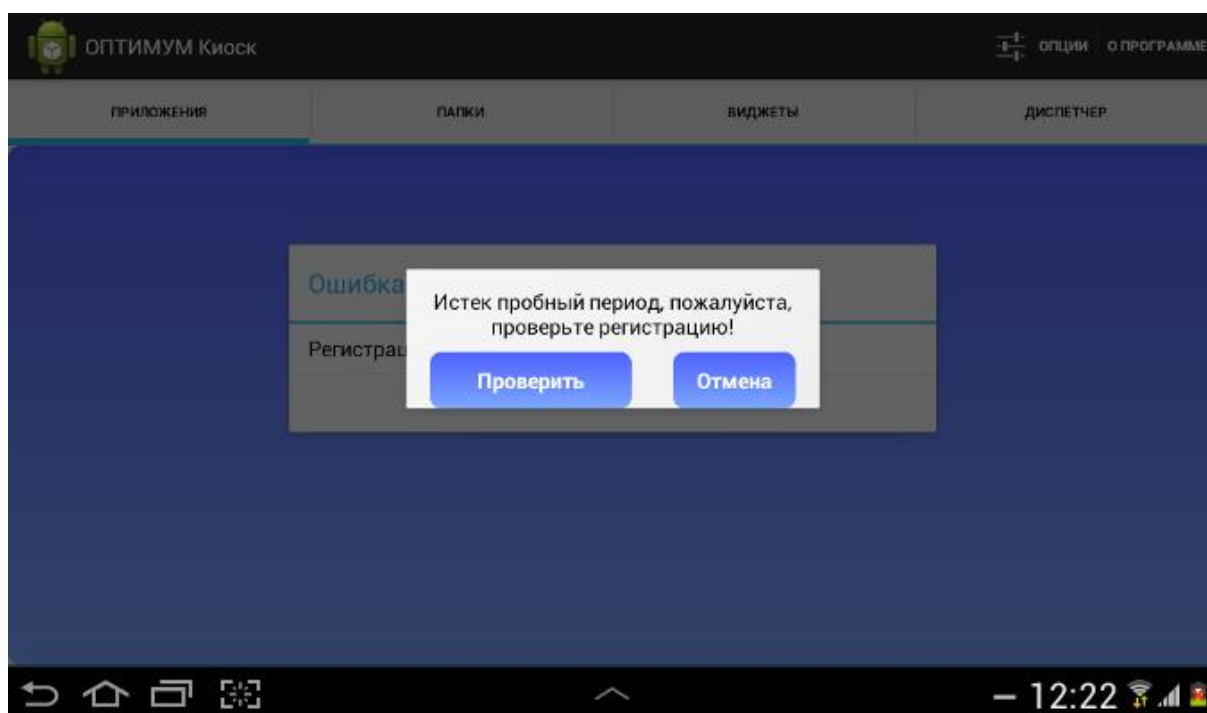 ОПТИМУМ Киоск
ОПЦИИ О ПРОГРАММЕ
ПРИЛОЖЕНИЯ ПАПКИ ВИДЖЕТЫ ДИСПЕТЧЕР
Ошибка
Истек пробный период, пожалуйста,
проверьте регистрацию!
Проверить Отмена
12:22